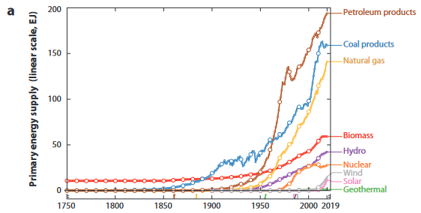 a
Primary energy supply (linear scale, EJ)
200
150
100
50
0
1750
1800
1850
1900
1950
2000
2019
Petroleum products
Coal products
Natural gas
Biomass
Hydro
Nuclear
Wind
Solar
Geothermal